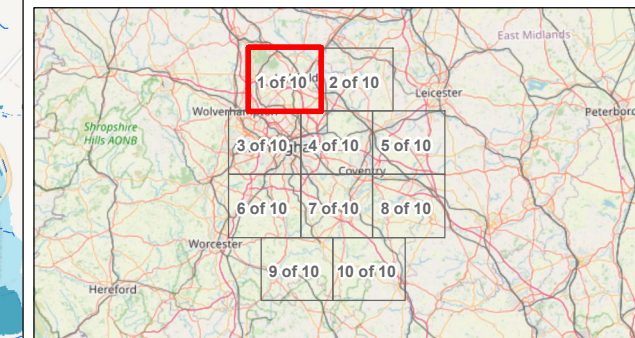 East Midlands
1 of 10
2 of 10
Leicester
Wolverhampton
Peterboro
Shropshire
Hills AONB
3 of 10
4 of 10
5 of 10
Coventry
6 of 10
7 of 10
8 of 10
Worcester
9 of 10
10 of 10
Hereford